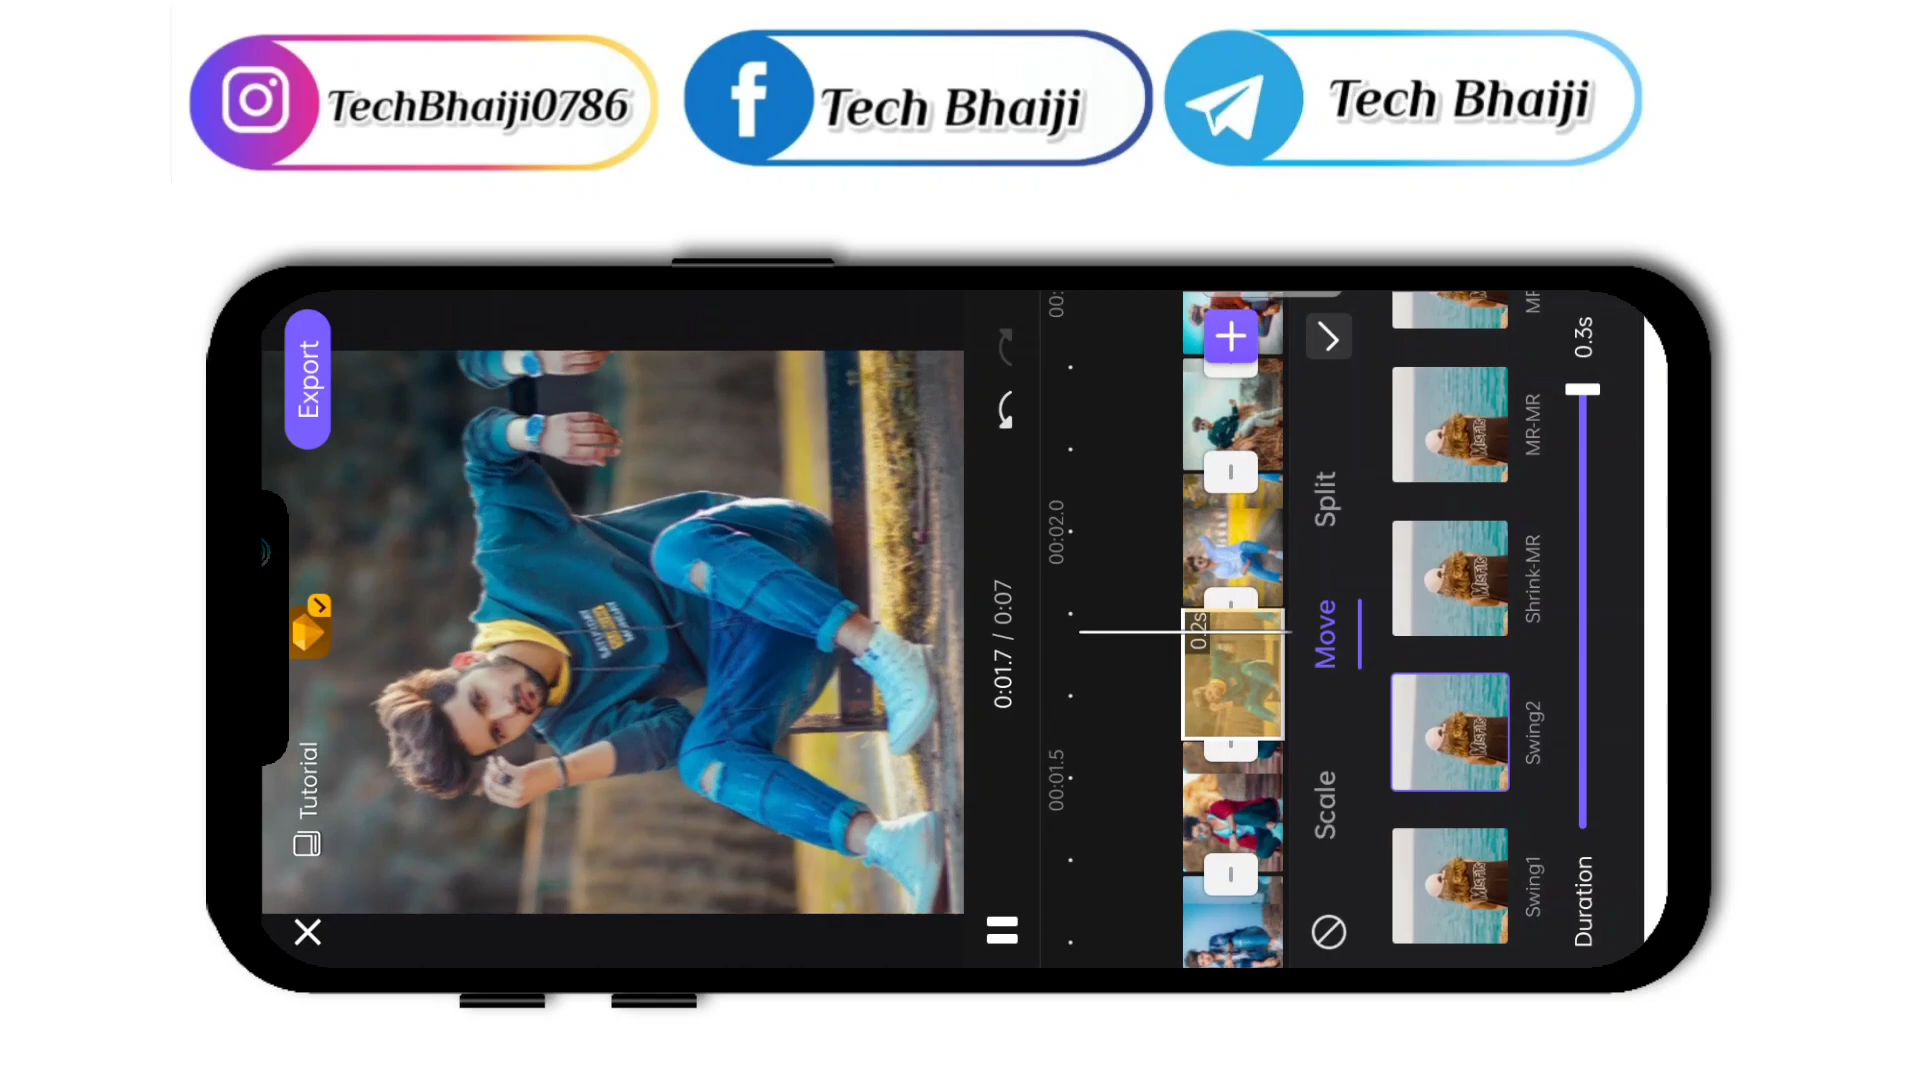 TechBhaiji0786
Tech Bhaiji
Tech Bhaiji
Tutorial
Export
0:01.7 / 0:07
00:01.5
00:02.0
00:
0.2s
Scale
Move
Split
Swing1
Swing2
Shrink-MR
MR-MR
Duration
0.3s